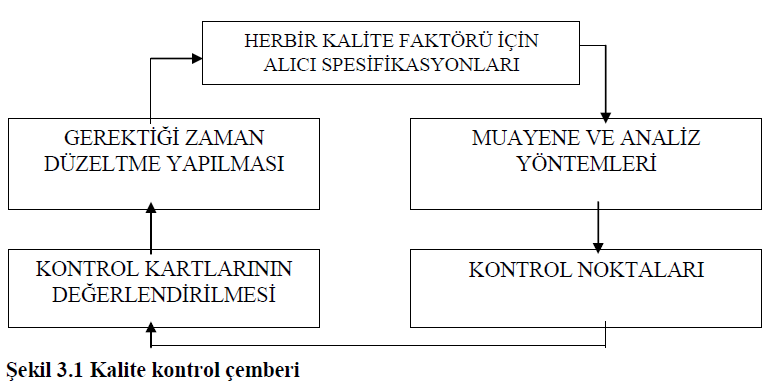 HERBİR KALİTE FAKTÖRÜ İÇİN
ALICI SPESİFİKASYONLARI
GEREKTİĞİ ZAMAN
DÜZELTME YAPILMASI
MUAYENE VE ANALİZ
YÖNTEMLERİ
KONTROL KARTLARININ
DEĞERLENDİRİLMESİ
KONTROL NOKTALARI
Şekil 3.1 Kalite kontrol çemberi